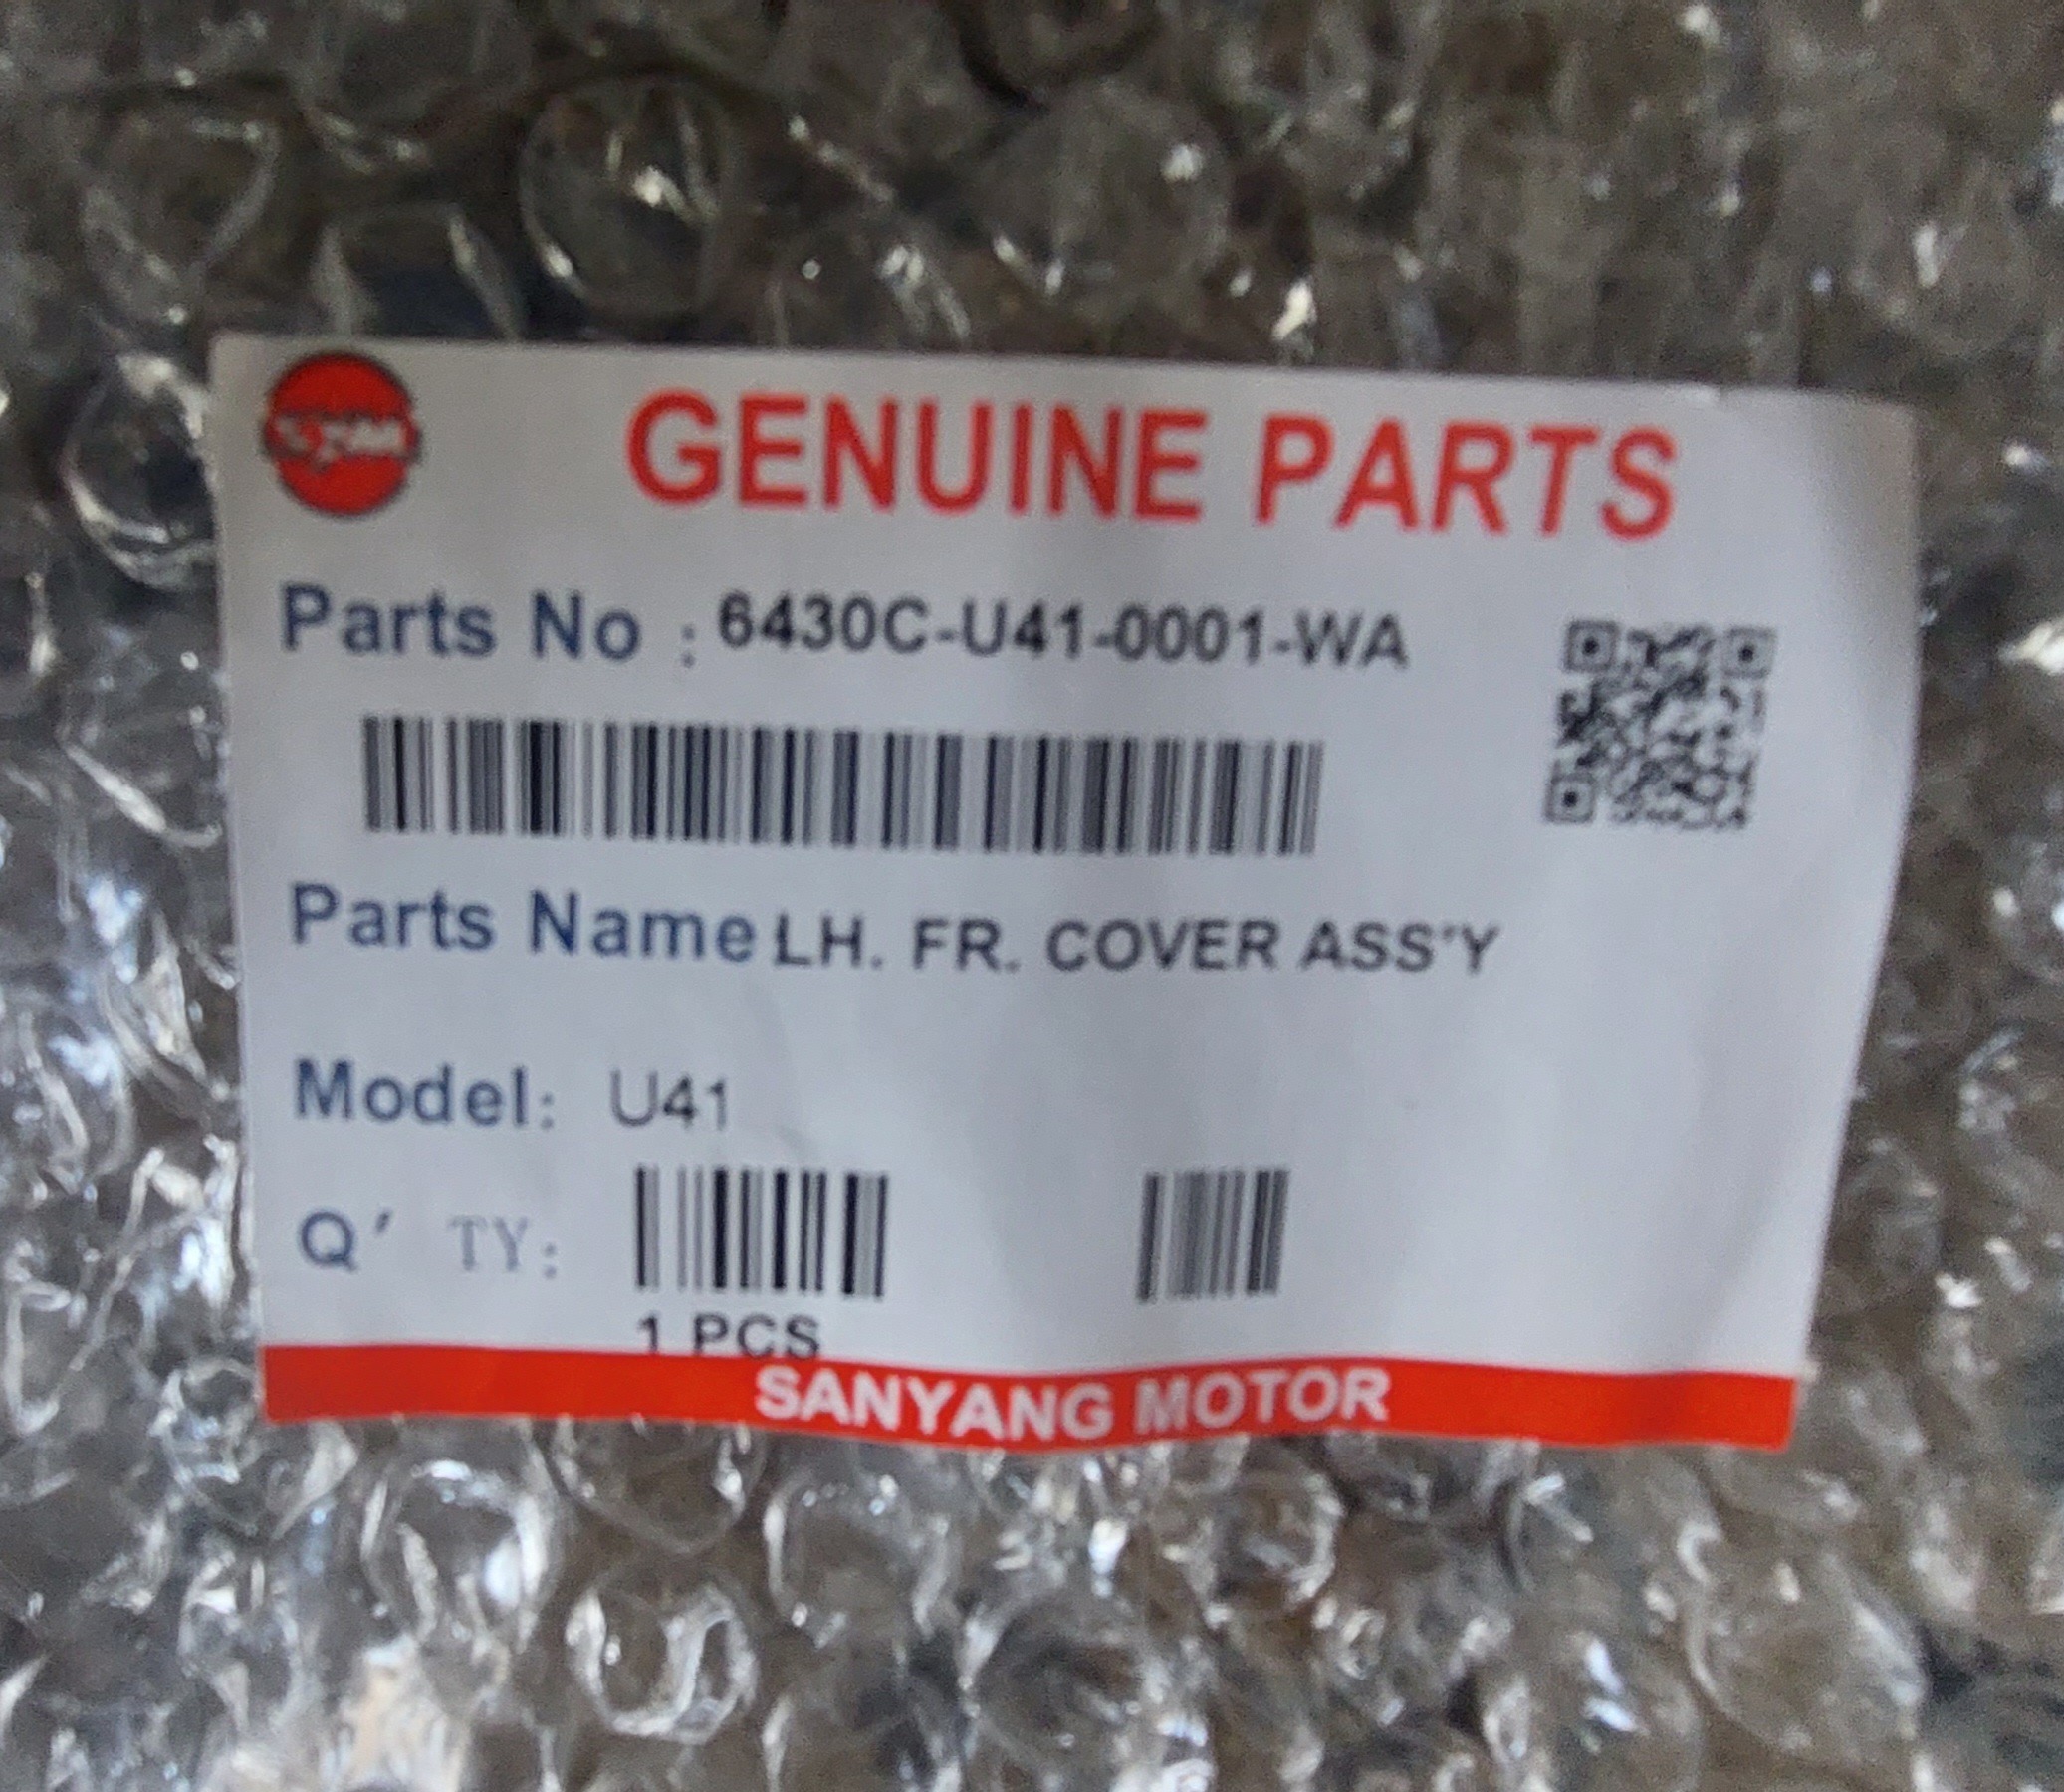 SYM
GENUINE PARTS
Parts No : 6430C-U41-0001-WA
Parts Name LH. FR. COVER ASS'Y
Model: U41
Q' TY:
1 PCS
SANYANG MOTOR